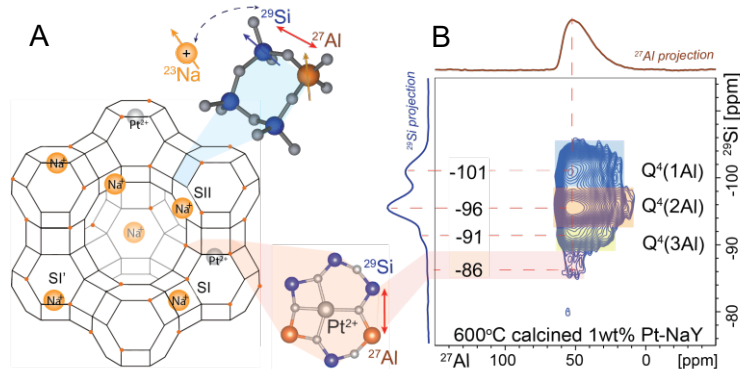 A
²³Na
+
²⁹Si
²⁷Al
Pt²⁺
Na⁺
Na⁺
SII
Na⁺
Na⁺
Pt²⁺
SI'
SI
Na⁺
Na⁺
²⁹Si
Pt²⁺
²⁷Al
B
²⁷Al projection
²⁹Si projection
²⁹Si [ppm]
-101
-96
-91
-86
Q⁴(1Al)
Q⁴(2Al)
Q⁴(3Al)
-100
-90
-80
600°C calcined 1wt% Pt-NaY
²⁷Al 100 50 0 [ppm]